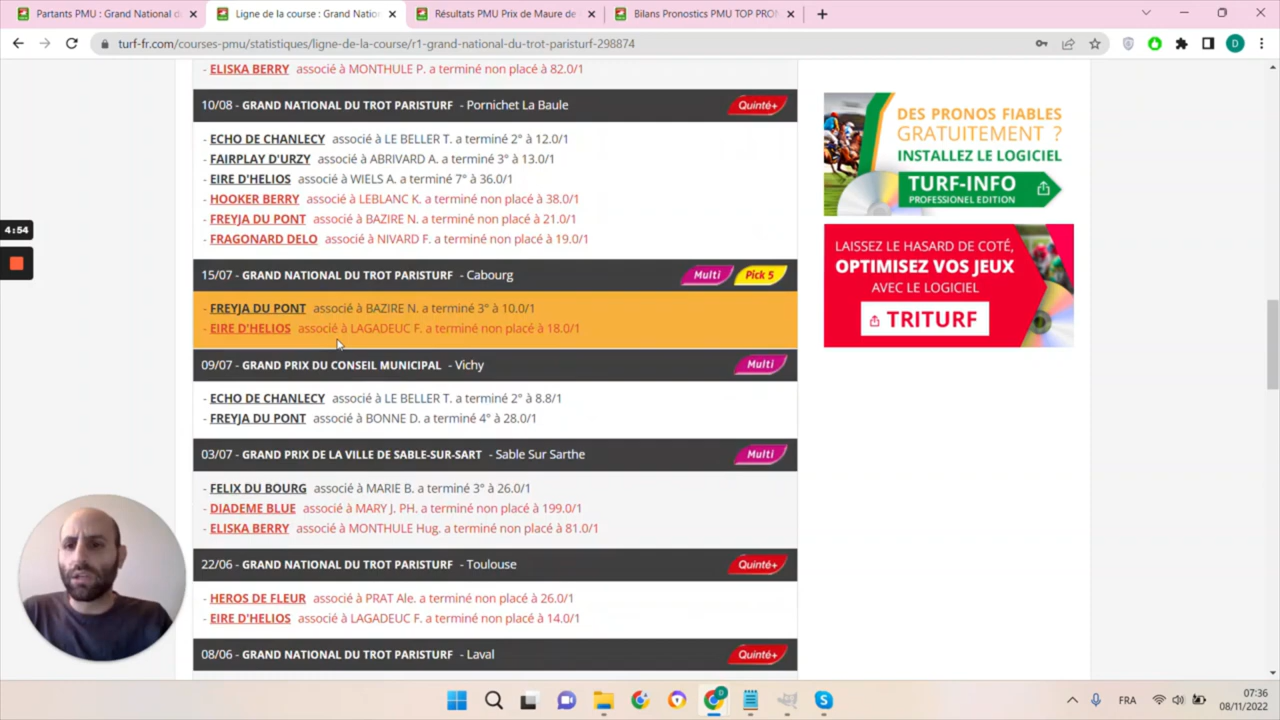 Partants PMU : Grand National d
Ligne de la course : Grand Natio
Résultats PMU Prix de Maure de
Bilans Pronostics PMU TOP PRO
turf-fr.com/courses-pmu/statistiques/ligne-de-la-course/r1-grand-national-du-trot-paristurf-298874
D
- ELISKA BERRY associé à MONTHULE P. a terminé non placé à 82.0/1
10/08 - GRAND NATIONAL DU TROT PARISTURF - Pornichet La Baule Quinté+
- ECHO DE CHANLECY associé à LE BELLER T. a terminé 2° à 12.0/1
- FAIRPLAY D'URZY associé à ABRIVARD A. a terminé 3° à 13.0/1
- EIRE D'HELIOS associé à WIELS A. a terminé 7° à 36.0/1
- HOOKER BERRY associé à LEBLANC K. a terminé non placé à 38.0/1
- FREYJA DU PONT associé à BAZIRE N. a terminé non placé à 21.0/1
- FRAGONARD DELO associé à NIVARD F. a terminé non placé à 19.0/1
15/07 - GRAND NATIONAL DU TROT PARISTURF - Cabourg Multi Pick 5
- FREYJA DU PONT associé à BAZIRE N. a terminé 3° à 10.0/1
- EIRE D'HELIOS associé à LAGADEUC F. a terminé non placé à 18.0/1
09/07 - GRAND PRIX DU CONSEIL MUNICIPAL - Vichy Multi
- ECHO DE CHANLECY associé à LE BELLER T. a terminé 2° à 8.8/1
- FREYJA DU PONT associé à BONNE D. a terminé 4° à 28.0/1
03/07 - GRAND PRIX DE LA VILLE DE SABLE-SUR-SART - Sable Sur Sarthe Multi
- FELIX DU BOURG associé à MARIE B. a terminé 3° à 26.0/1
- DIADEME BLUE associé à MARY J. PH. a terminé non placé à 199.0/1
- ELISKA BERRY associé à MONTHULE Hug. a terminé non placé à 81.0/1
22/06 - GRAND NATIONAL DU TROT PARISTURF - Toulouse Quinté+
- HEROS DE FLEUR associé à PRAT Ale. a terminé non placé à 26.0/1
- EIRE D'HELIOS associé à LAGADEUC F. a terminé non placé à 14.0/1
08/06 - GRAND NATIONAL DU TROT PARISTURF - Laval Quinté+
DES PRONOS FIABLES
GRATUITEMENT ?
INSTALLEZ LE LOGICIEL
TURF-INFO
PROFESSIONEL EDITION
LAISSEZ LE HASARD DE COTÉ,
OPTIMISEZ VOS JEUX
AVEC LE LOGICIEL
TRITURF
4:54
FRA
07:36
08/11/2022